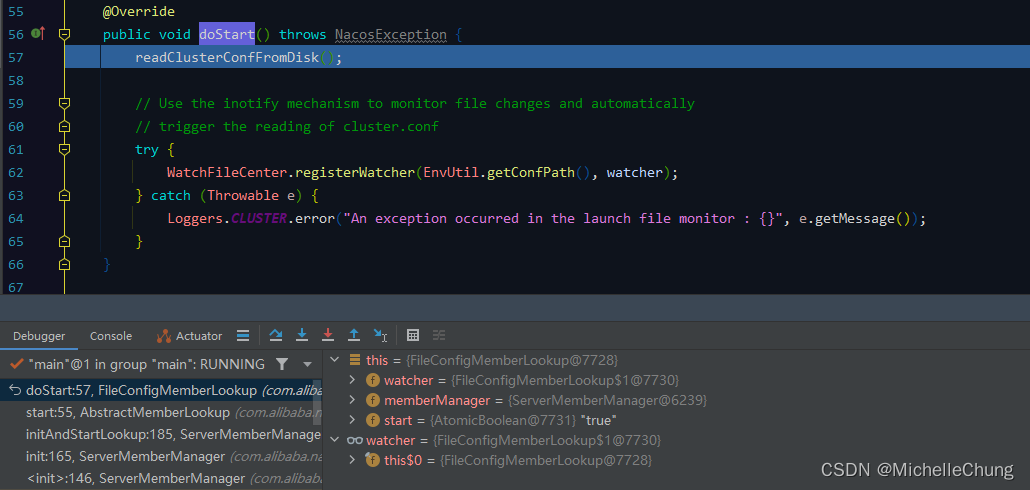 55 @Override
56 public void doStart() throws NacosException {
57 readClusterConfFromDisk();
58
59 // Use the inotify mechanism to monitor file changes and automatically
60 // trigger the reading of cluster.conf
61 try {
62 WatchFileCenter.registerWatcher(EnvUtil.getConfPath(), watcher);
63 } catch (Throwable e) {
64 Loggers.CLUSTER.error("An exception occurred in the launch file monitor : {}", e.getMessage());
65 }
66 }
67
Debugger Console Actuator
"main"@1 in group "main": RUNNING
doStart:57, FileConfigMemberLookup (com.alibab
start:55, AbstractMemberLookup (com.alibaba.na
initAndStartLookup:185, ServerMemberManage
init:165, ServerMemberManager (com.alibaba.na
<init>:146, ServerMemberManager (com.alibab
this = {FileConfigMemberLookup@7728}
watcher = {FileConfigMemberLookup$1@7730}
memberManager = {ServerMemberManager@6239}
start = {AtomicBoolean@7731} "true"
watcher = {FileConfigMemberLookup$1@7730}
this$0 = {FileConfigMemberLookup@7728}
CSDN @MichelleChung